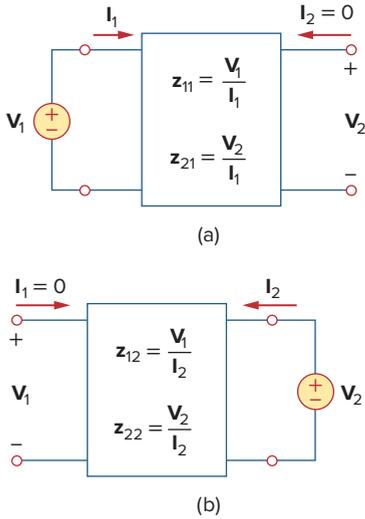 I₁ I₂ = 0
z₁₁ = V₁/I₁
+
V₁ + − z₂₁ = V₂/I₁ V₂
−
(a)
I₁ = 0 I₂
+
z₁₂ = V₁/I₂
V₁ z₂₂ = V₂/I₂ + − V₂
−
(b)